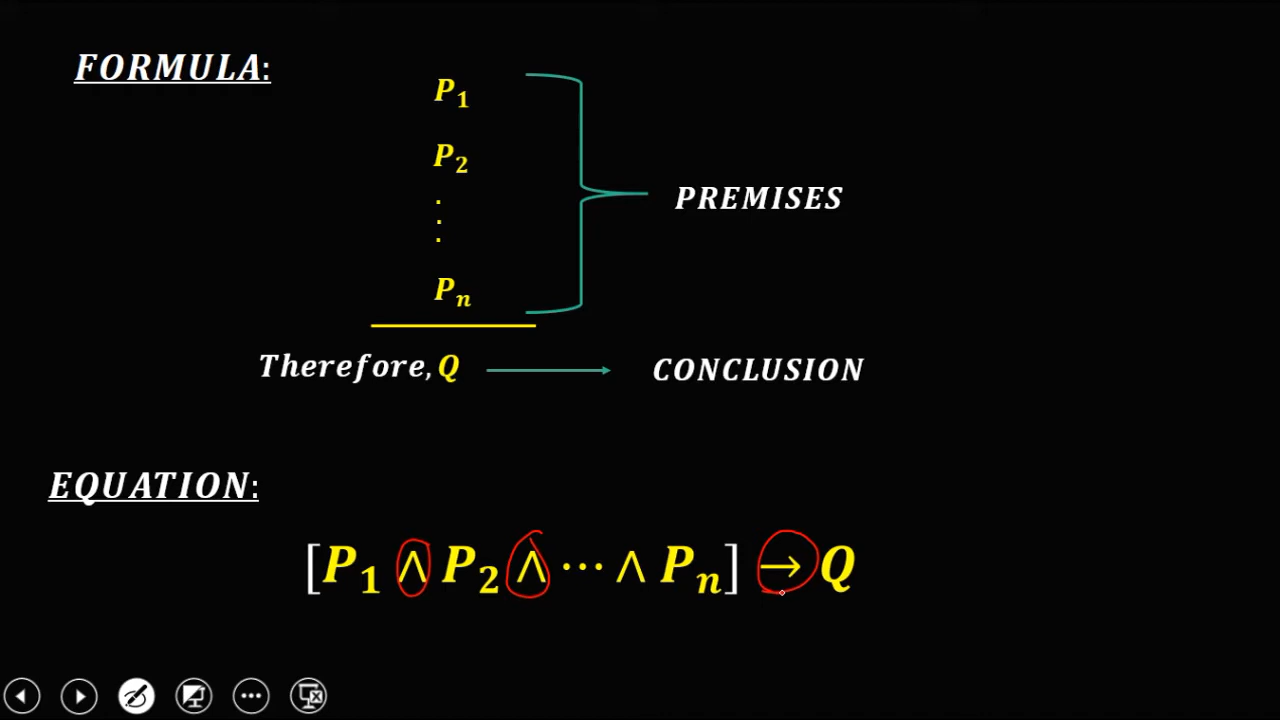 FORMULA:
P₁
P₂
.
.
.
Pₙ
PREMISES
Therefore, Q → CONCLUSION
EQUATION:
[P₁ ∧ P₂ ∧ ⋯ ∧ Pₙ] → Q